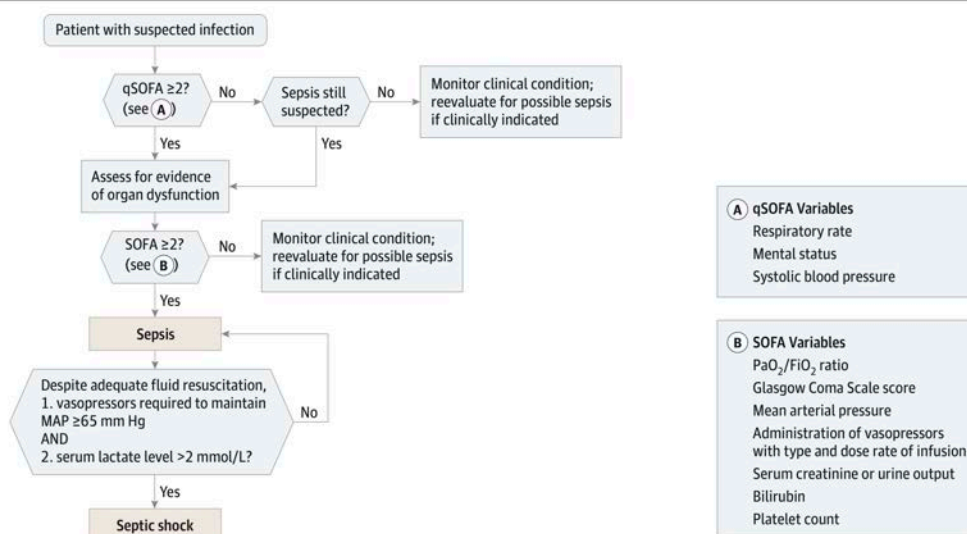 Patient with suspected infection
qSOFA ≥2?
(see A)
No
Sepsis still
suspected?
No
Monitor clinical condition;
reevaluate for possible sepsis
if clinically indicated
Yes
Yes
Assess for evidence
of organ dysfunction
SOFA ≥2?
(see B)
No
Monitor clinical condition;
reevaluate for possible sepsis
if clinically indicated
Yes
Sepsis
Despite adequate fluid resuscitation,
1. vasopressors required to maintain
MAP ≥65 mm Hg
AND
2. serum lactate level >2 mmol/L?
No
Yes
Septic shock
A qSOFA Variables
Respiratory rate
Mental status
Systolic blood pressure
B SOFA Variables
PaO₂/FiO₂ ratio
Glasgow Coma Scale score
Mean arterial pressure
Administration of vasopressors
with type and dose rate of infusion
Serum creatinine or urine output
Bilirubin
Platelet count